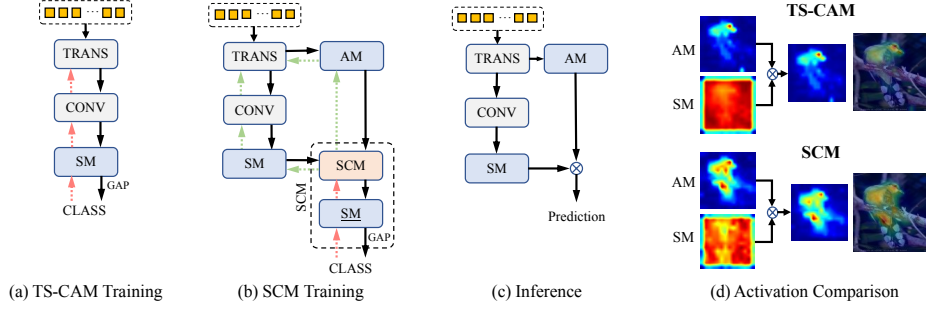 TRANS
CONV
SM
GAP
CLASS
(a) TS-CAM Training
TRANS
AM
CONV
SM
SCM
SCM
SM
GAP
CLASS
(b) SCM Training
TRANS
AM
CONV
SM
Prediction
(c) Inference
TS-CAM
AM
SM
SCM
AM
SM
(d) Activation Comparison